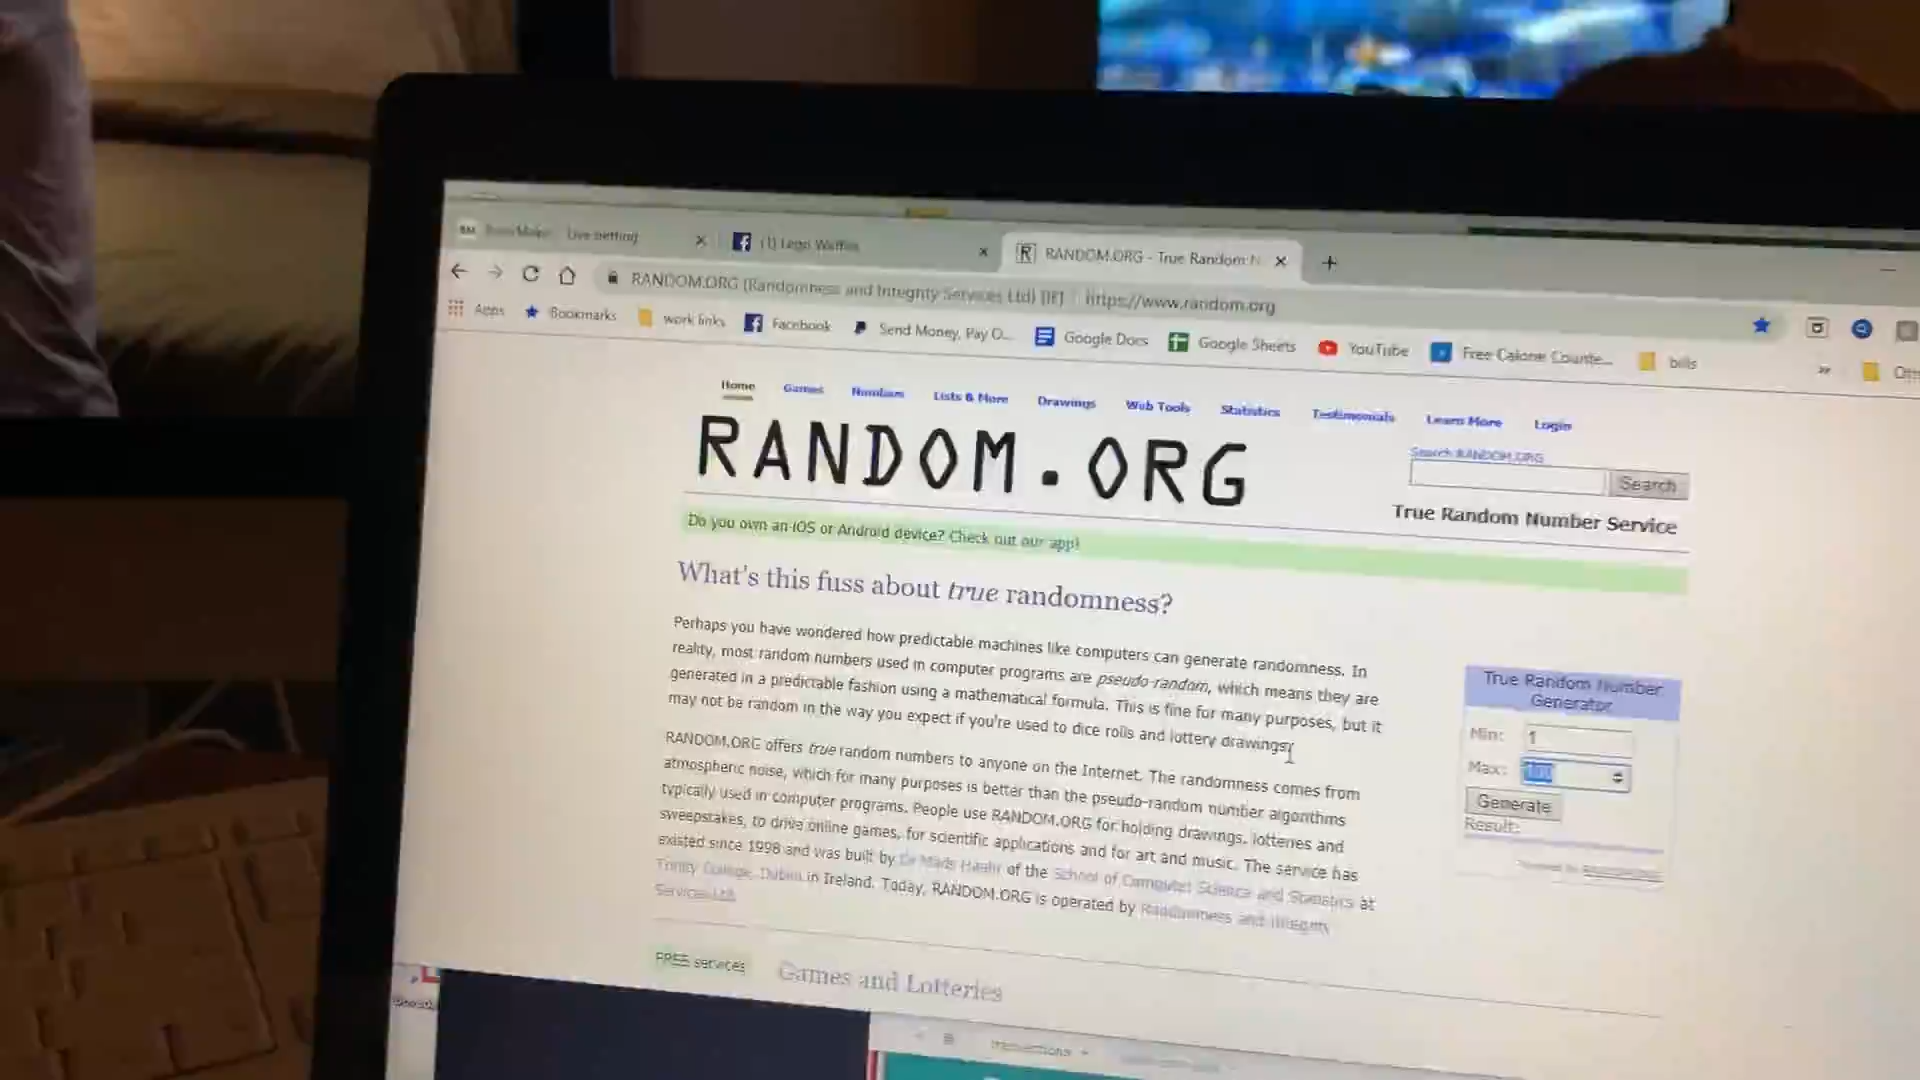 Live betting
(1) Lego Waffles
RANDOM.ORG - True Random N
RANDOM.ORG (Randomness and Integrity Services Ltd) [IE] | https://www.random.org
Apps Bookmarks work links Facebook Send Money, Pay O... Google Docs Google Sheets YouTube Free Calorie Counte... bills
Home Games Numbers Lists & More Drawings Web Tools Statistics Testimonials Learn More Login
RANDOM.ORG
Search RANDOM.ORG
Search
True Random Number Service
Do you own an iOS or Android device? Check out our app!
What's this fuss about true randomness?
Perhaps you have wondered how predictable machines like computers can generate randomness. In
reality, most random numbers used in computer programs are pseudo-random, which means they are
generated in a predictable fashion using a mathematical formula. This is fine for many purposes, but it
may not be random in the way you expect if you're used to dice rolls and lottery drawings.
RANDOM.ORG offers true random numbers to anyone on the Internet. The randomness comes from
atmospheric noise, which for many purposes is better than the pseudo-random number algorithms
typically used in computer programs. People use RANDOM.ORG for holding drawings, lotteries and
sweepstakes, to drive online games, for scientific applications and for art and music. The service has
existed since 1998 and was built by Dr Mads Haahr of the School of Computer Science and Statistics at
Trinity College, Dublin in Ireland. Today, RANDOM.ORG is operated by Randomness and Integrity
Services Ltd.
True Random Number
Generator
Min: 1
Max: 100
Generate
Result:
Powered by RANDOM.ORG
FREE services
Games and Lotteries